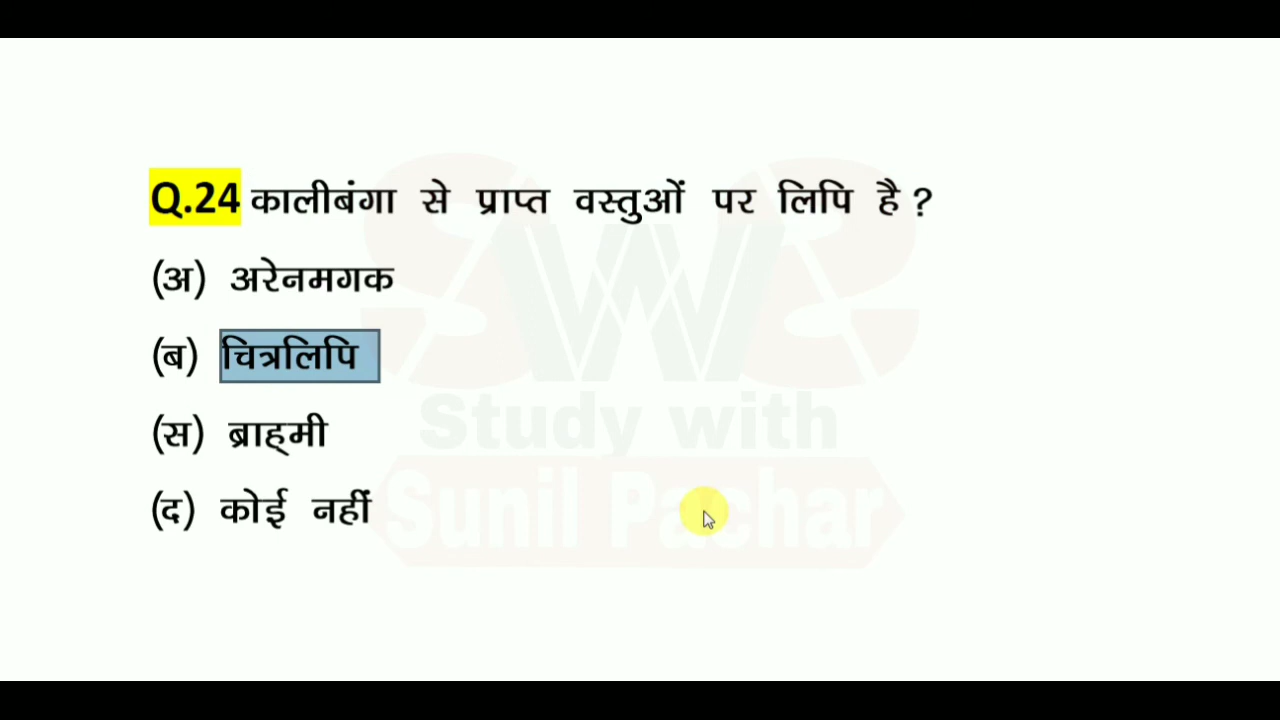 Q.24 कालीबंगा से प्राप्त वस्तुओं पर लिपि है ?
(अ) अरेनमगक
(ब) चित्रलिपि
(स) ब्राह्मी
(द) कोई नहीं
Study with
Sunil Pachar